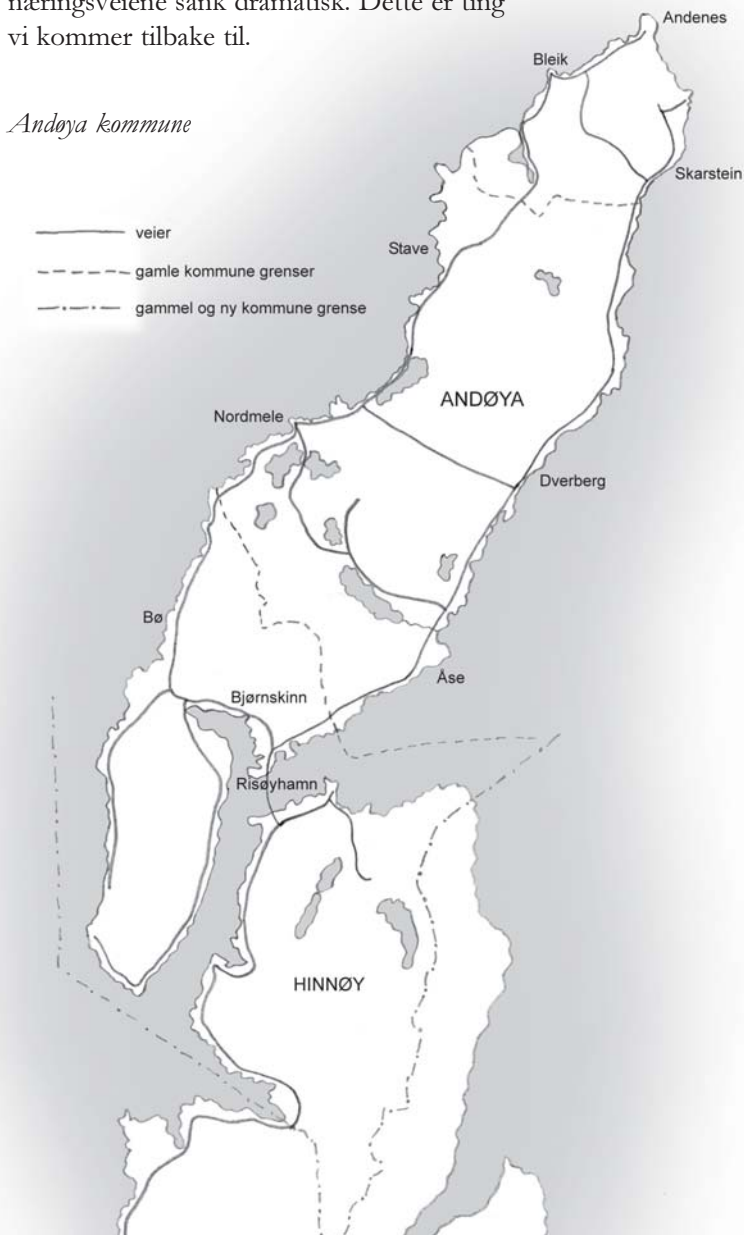 næringsveiene sank dramatisk. Dette er ting
vi kommer tilbake til.
Andøya kommune
veier
gamle kommune grenser
gammel og ny kommune grense
Andenes
Bleik
Skarstein
Stave
ANDØYA
Nordmele
Dverberg
Bø
Åse
Bjørnskinn
Risøyhamn
HINNØY